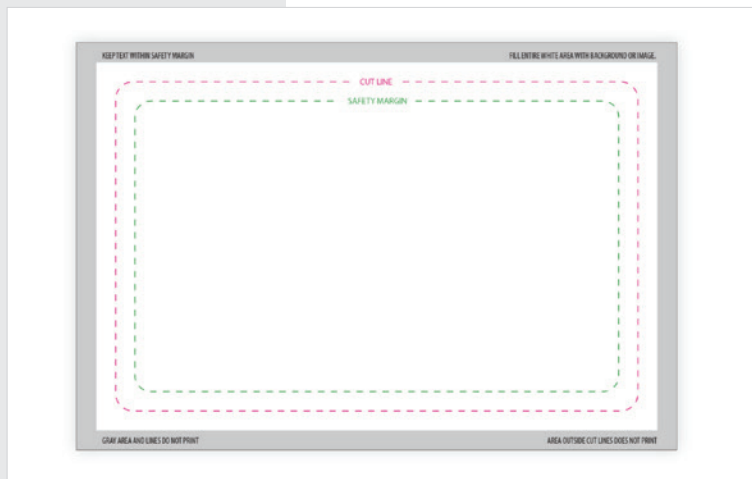 KEEP TEXT WITHIN SAFETY MARGIN
FILL ENTIRE WHITE AREA WITH BACKGROUND OR IMAGE.
CUT LINE
SAFETY MARGIN
GRAY AREA AND LINES DO NOT PRINT
AREA OUTSIDE CUT LINES DOES NOT PRINT